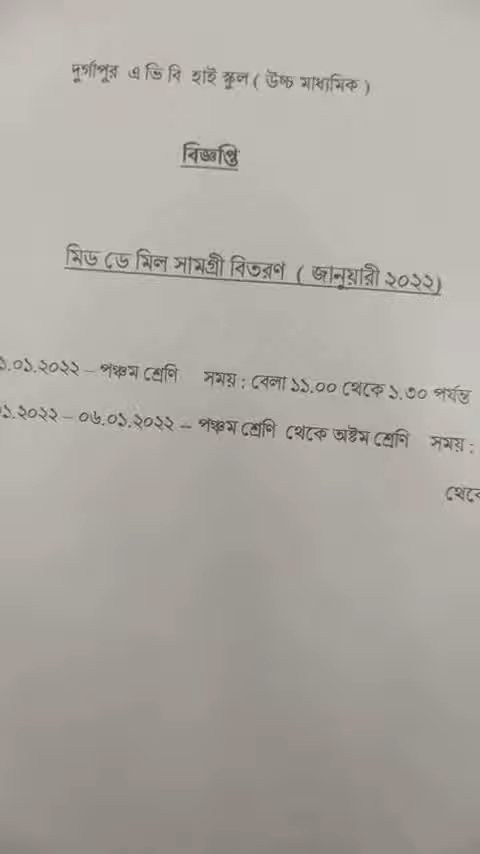 দুর্গাপুর এ ভি বি হাই স্কুল ( উচ্চ মাধ্যমিক )
বিজ্ঞপ্তি
মিড ডে মিল সামগ্রী বিতরণ ( জানুয়ারী ২০২২)
.০১.২০২২ – পঞ্চম শ্রেণি সময় : বেলা ১১.০০ থেকে ১.৩০ পর্যন্ত
০১.২০২২ – ০৬.০১.২০২২ – পঞ্চম শ্রেণি থেকে অষ্টম শ্রেণি সময় :
থেকে